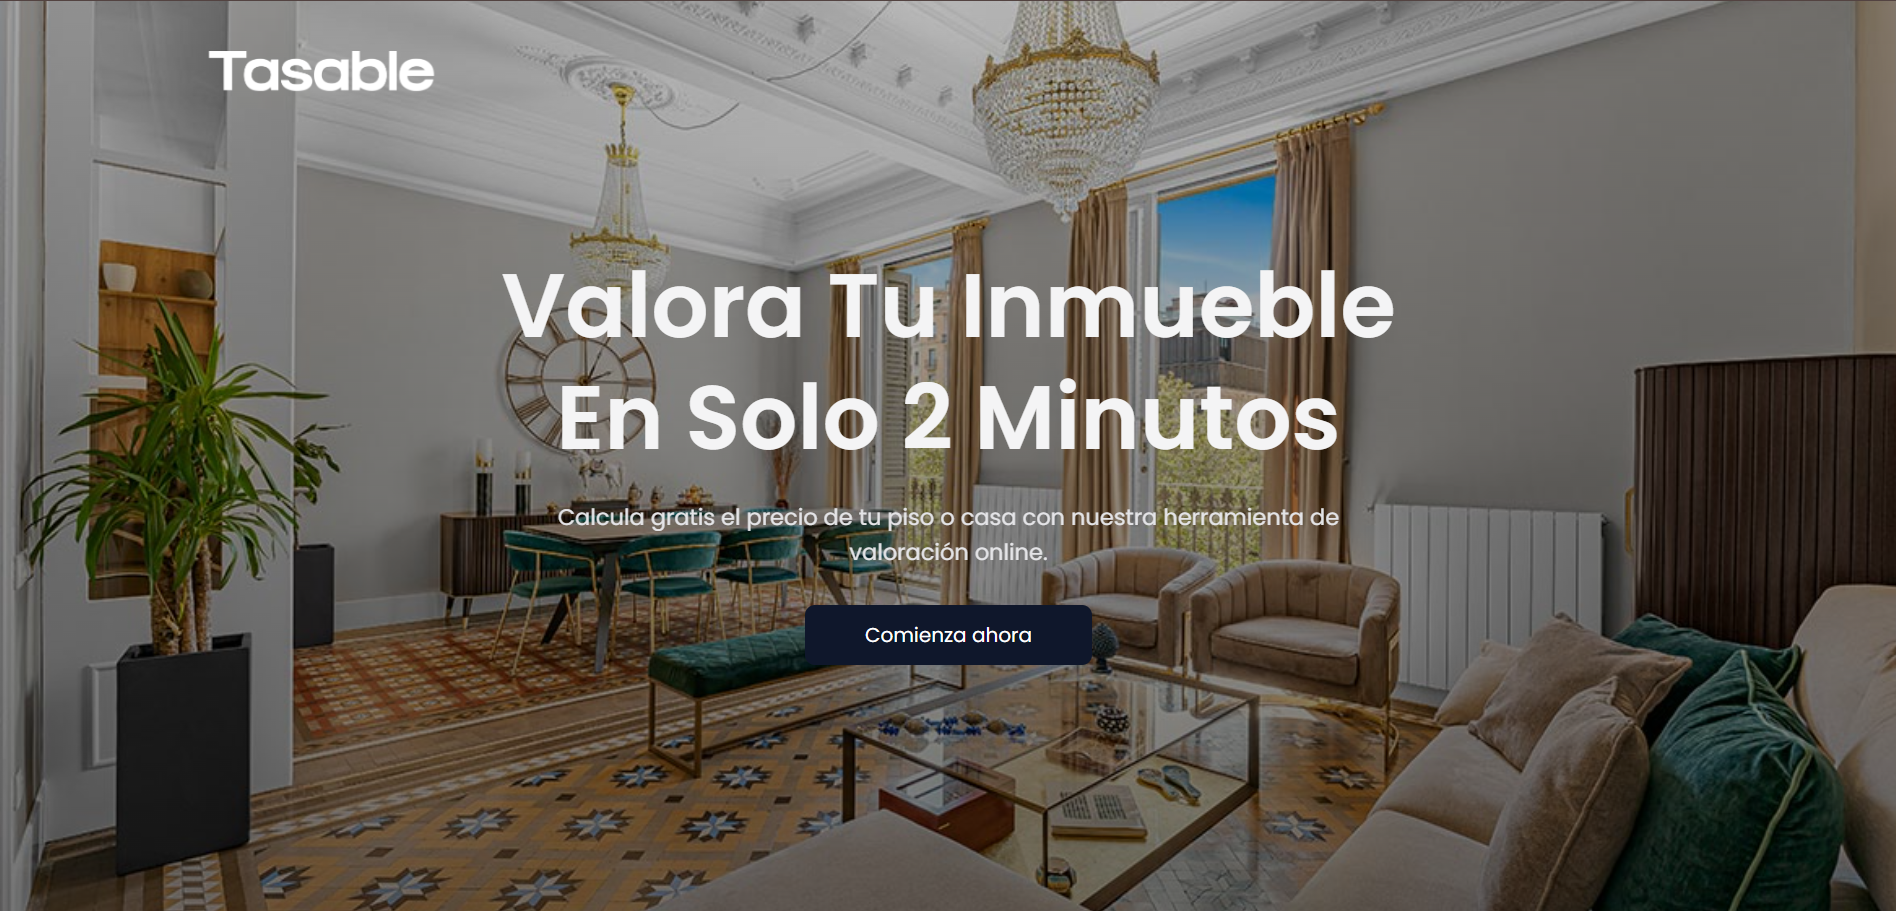 Tasable
Valora Tu Inmueble
En Solo 2 Minutos
Calcula gratis el precio de tu piso o casa con nuestra herramienta de
valoración online.
Comienza ahora